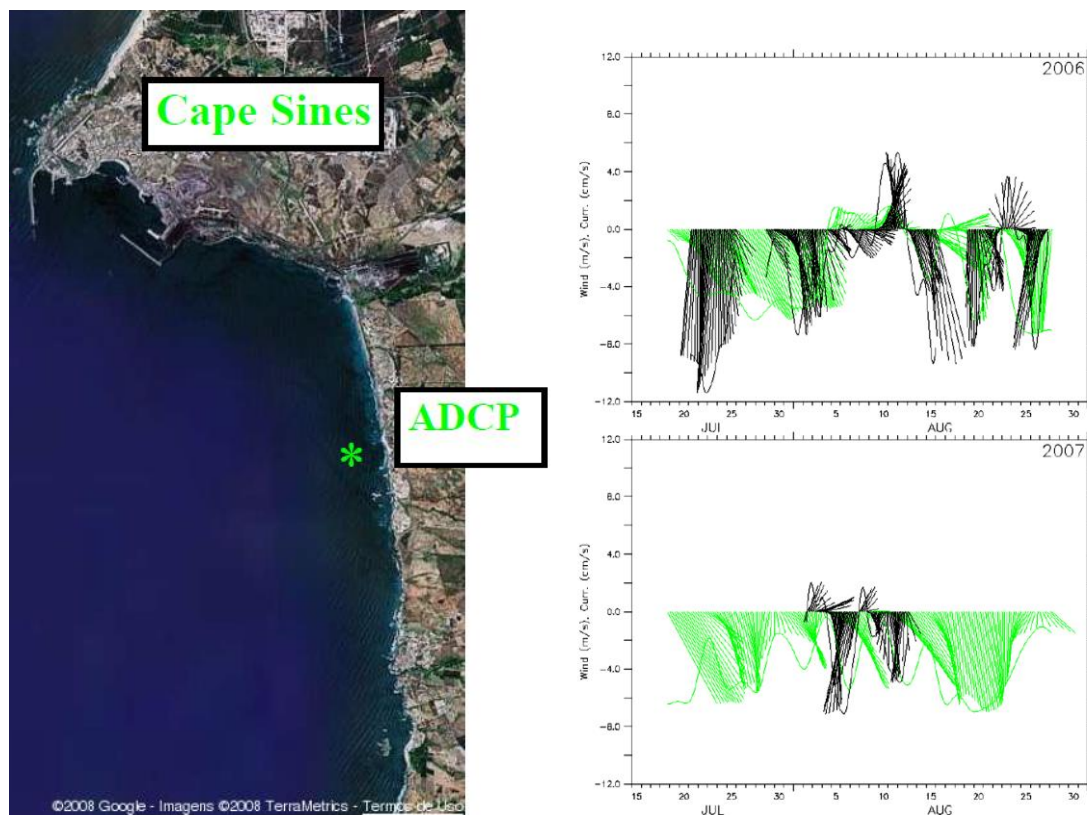 Cape Sines
ADCP
©2008 Google - Imagens ©2008 TerraMetrics - Termos de Uso
2006
Wind (m/s), Curr. (cm/s)
12.0
8.0
4.0
0.0
-4.0
-8.0
-12.0
15 20 25 30 5 10 15 20 25 30
JUL AUG
2007
Wind (m/s), Curr. (cm/s)
12.0
8.0
4.0
0.0
-4.0
-8.0
-12.0
15 20 25 30 5 10 15 20 25 30
JUL AUG